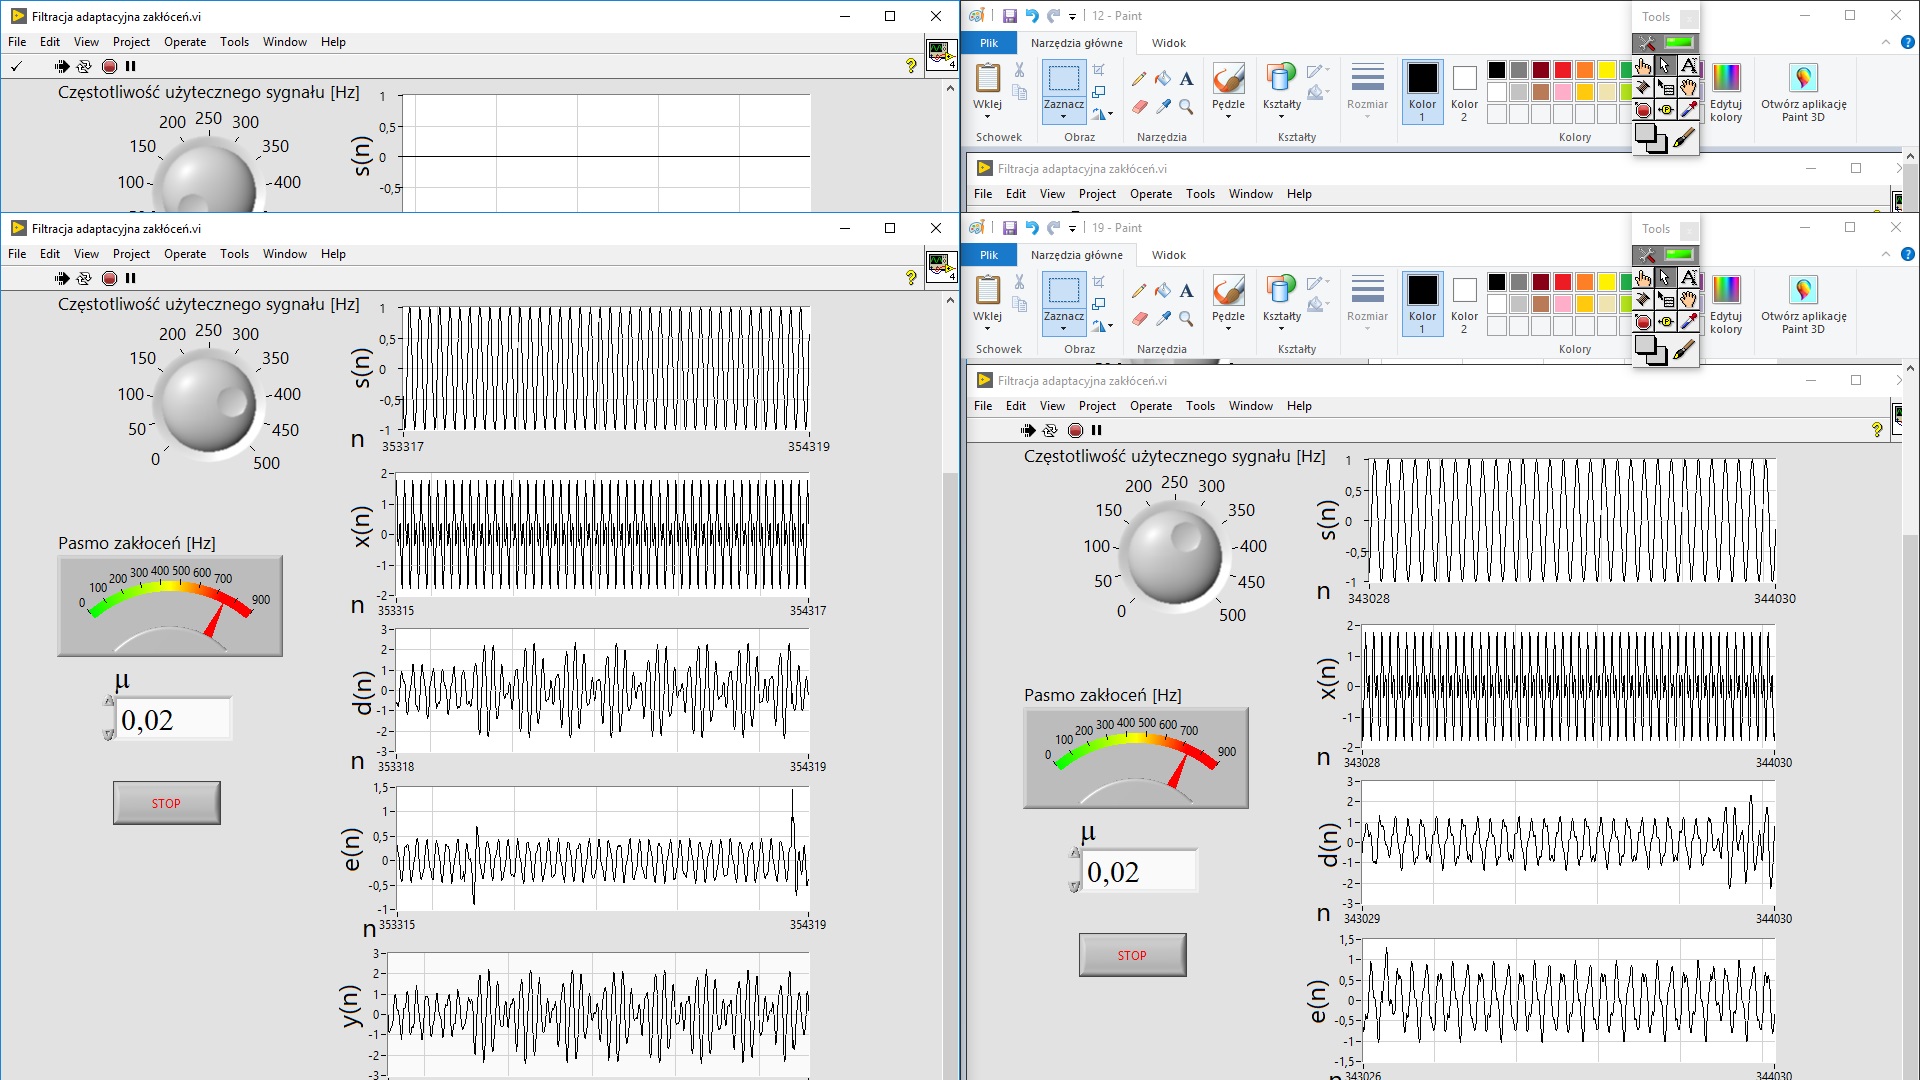 Filtracja adaptacyjna zakłóceń.vi
File Edit View Project Operate Tools Window Help
4
Częstotliwość użytecznego sygnału [Hz]
200 250 300
150 350
100 400
s(n)
1
0,5
0
-0,5
12 - Paint
Plik Narzędzia główne Widok
Wklej Zaznacz Pędzle Kształty Rozmiar Kolor 1 Kolor 2 Edytuj kolory Otwórz aplikację Paint 3D
Schowek Obraz Narzędzia Kształty Kolory
Tools
Filtracja adaptacyjna zakłóceń.vi
File Edit View Project Operate Tools Window Help
Filtracja adaptacyjna zakłóceń.vi
File Edit View Project Operate Tools Window Help
4
Częstotliwość użytecznego sygnału [Hz]
200 250 300
150 350
100 400
50 450
0 500
s(n)
1
0,5
0
-0,5
-1
n
353317 354319
x(n)
2
1
0
-1
-2
n
353315 354317
Pasmo zakłoceń [Hz]
0 100 200 300 400 500 600 700 900
μ
0,02
STOP
d(n)
3
2
1
0
-1
-2
-3
n
353318 354319
e(n)
1,5
1
0,5
0
-0,5
-1
n
353315 354319
y(n)
3
2
1
0
-1
-2
-3
19 - Paint
Plik Narzędzia główne Widok
Wklej Zaznacz Pędzle Kształty Rozmiar Kolor 1 Kolor 2 Edytuj kolory Otwórz aplikację Paint 3D
Schowek Obraz Narzędzia Kształty Kolory
Tools
Filtracja adaptacyjna zakłóceń.vi
File Edit View Project Operate Tools Window Help
Częstotliwość użytecznego sygnału [Hz]
200 250 300
150 350
100 400
50 450
0 500
s(n)
1
0,5
0
-0,5
-1
n
343028 344030
x(n)
2
1
0
-1
-2
n
343028 344030
Pasmo zakłoceń [Hz]
0 100 200 300 400 500 600 700 900
μ
0,02
STOP
d(n)
3
2
1
0
-1
-2
-3
n
343029 344030
e(n)
1,5
1
0,5
0
-0,5
-1
-1,5
n
343026 344030